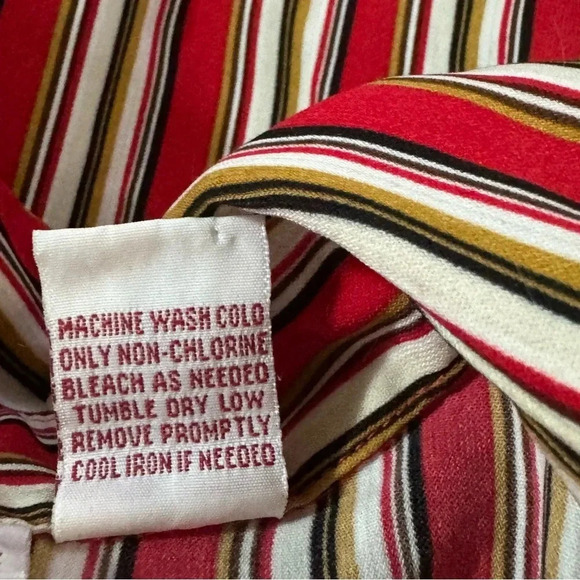 MACHINE WASH COLD
ONLY NON-CHLORINE
BLEACH AS NEEDED
TUMBLE DRY LOW
REMOVE PROMPTLY
COOL IRON IF NEEDED